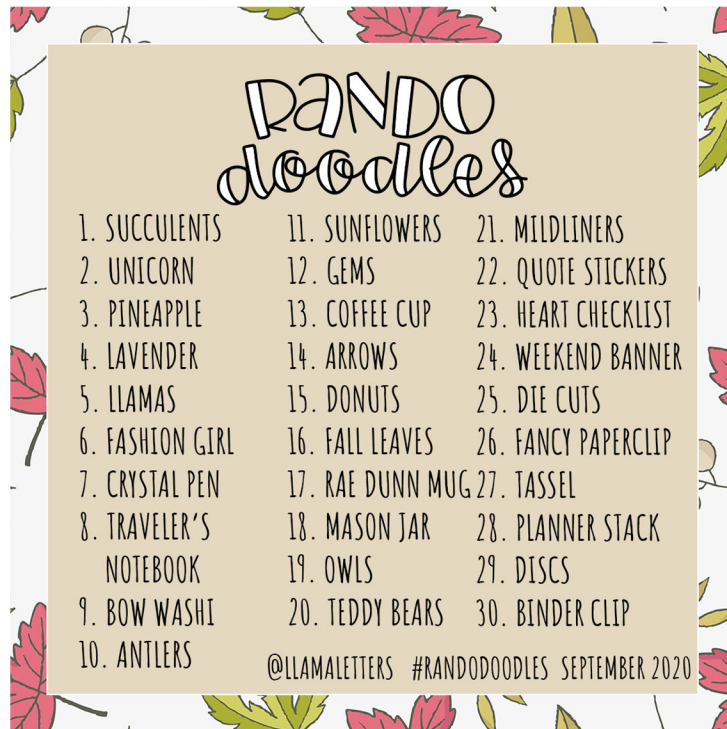 RANDO
doodles
1. SUCCULENTS
2. UNICORN
3. PINEAPPLE
4. LAVENDER
5. LLAMAS
6. FASHION GIRL
7. CRYSTAL PEN
8. TRAVELER'S
NOTEBOOK
9. BOW WASHI
10. ANTLERS
11. SUNFLOWERS
12. GEMS
13. COFFEE CUP
14. ARROWS
15. DONUTS
16. FALL LEAVES
17. RAE DUNN MUG
18. MASON JAR
19. OWLS
20. TEDDY BEARS
21. MILDLINERS
22. QUOTE STICKERS
23. HEART CHECKLIST
24. WEEKEND BANNER
25. DIE CUTS
26. FANCY PAPERCLIP
27. TASSEL
28. PLANNER STACK
29. DISCS
30. BINDER CLIP
@LLAMALETTERS #RANDODOODLES SEPTEMBER 2020